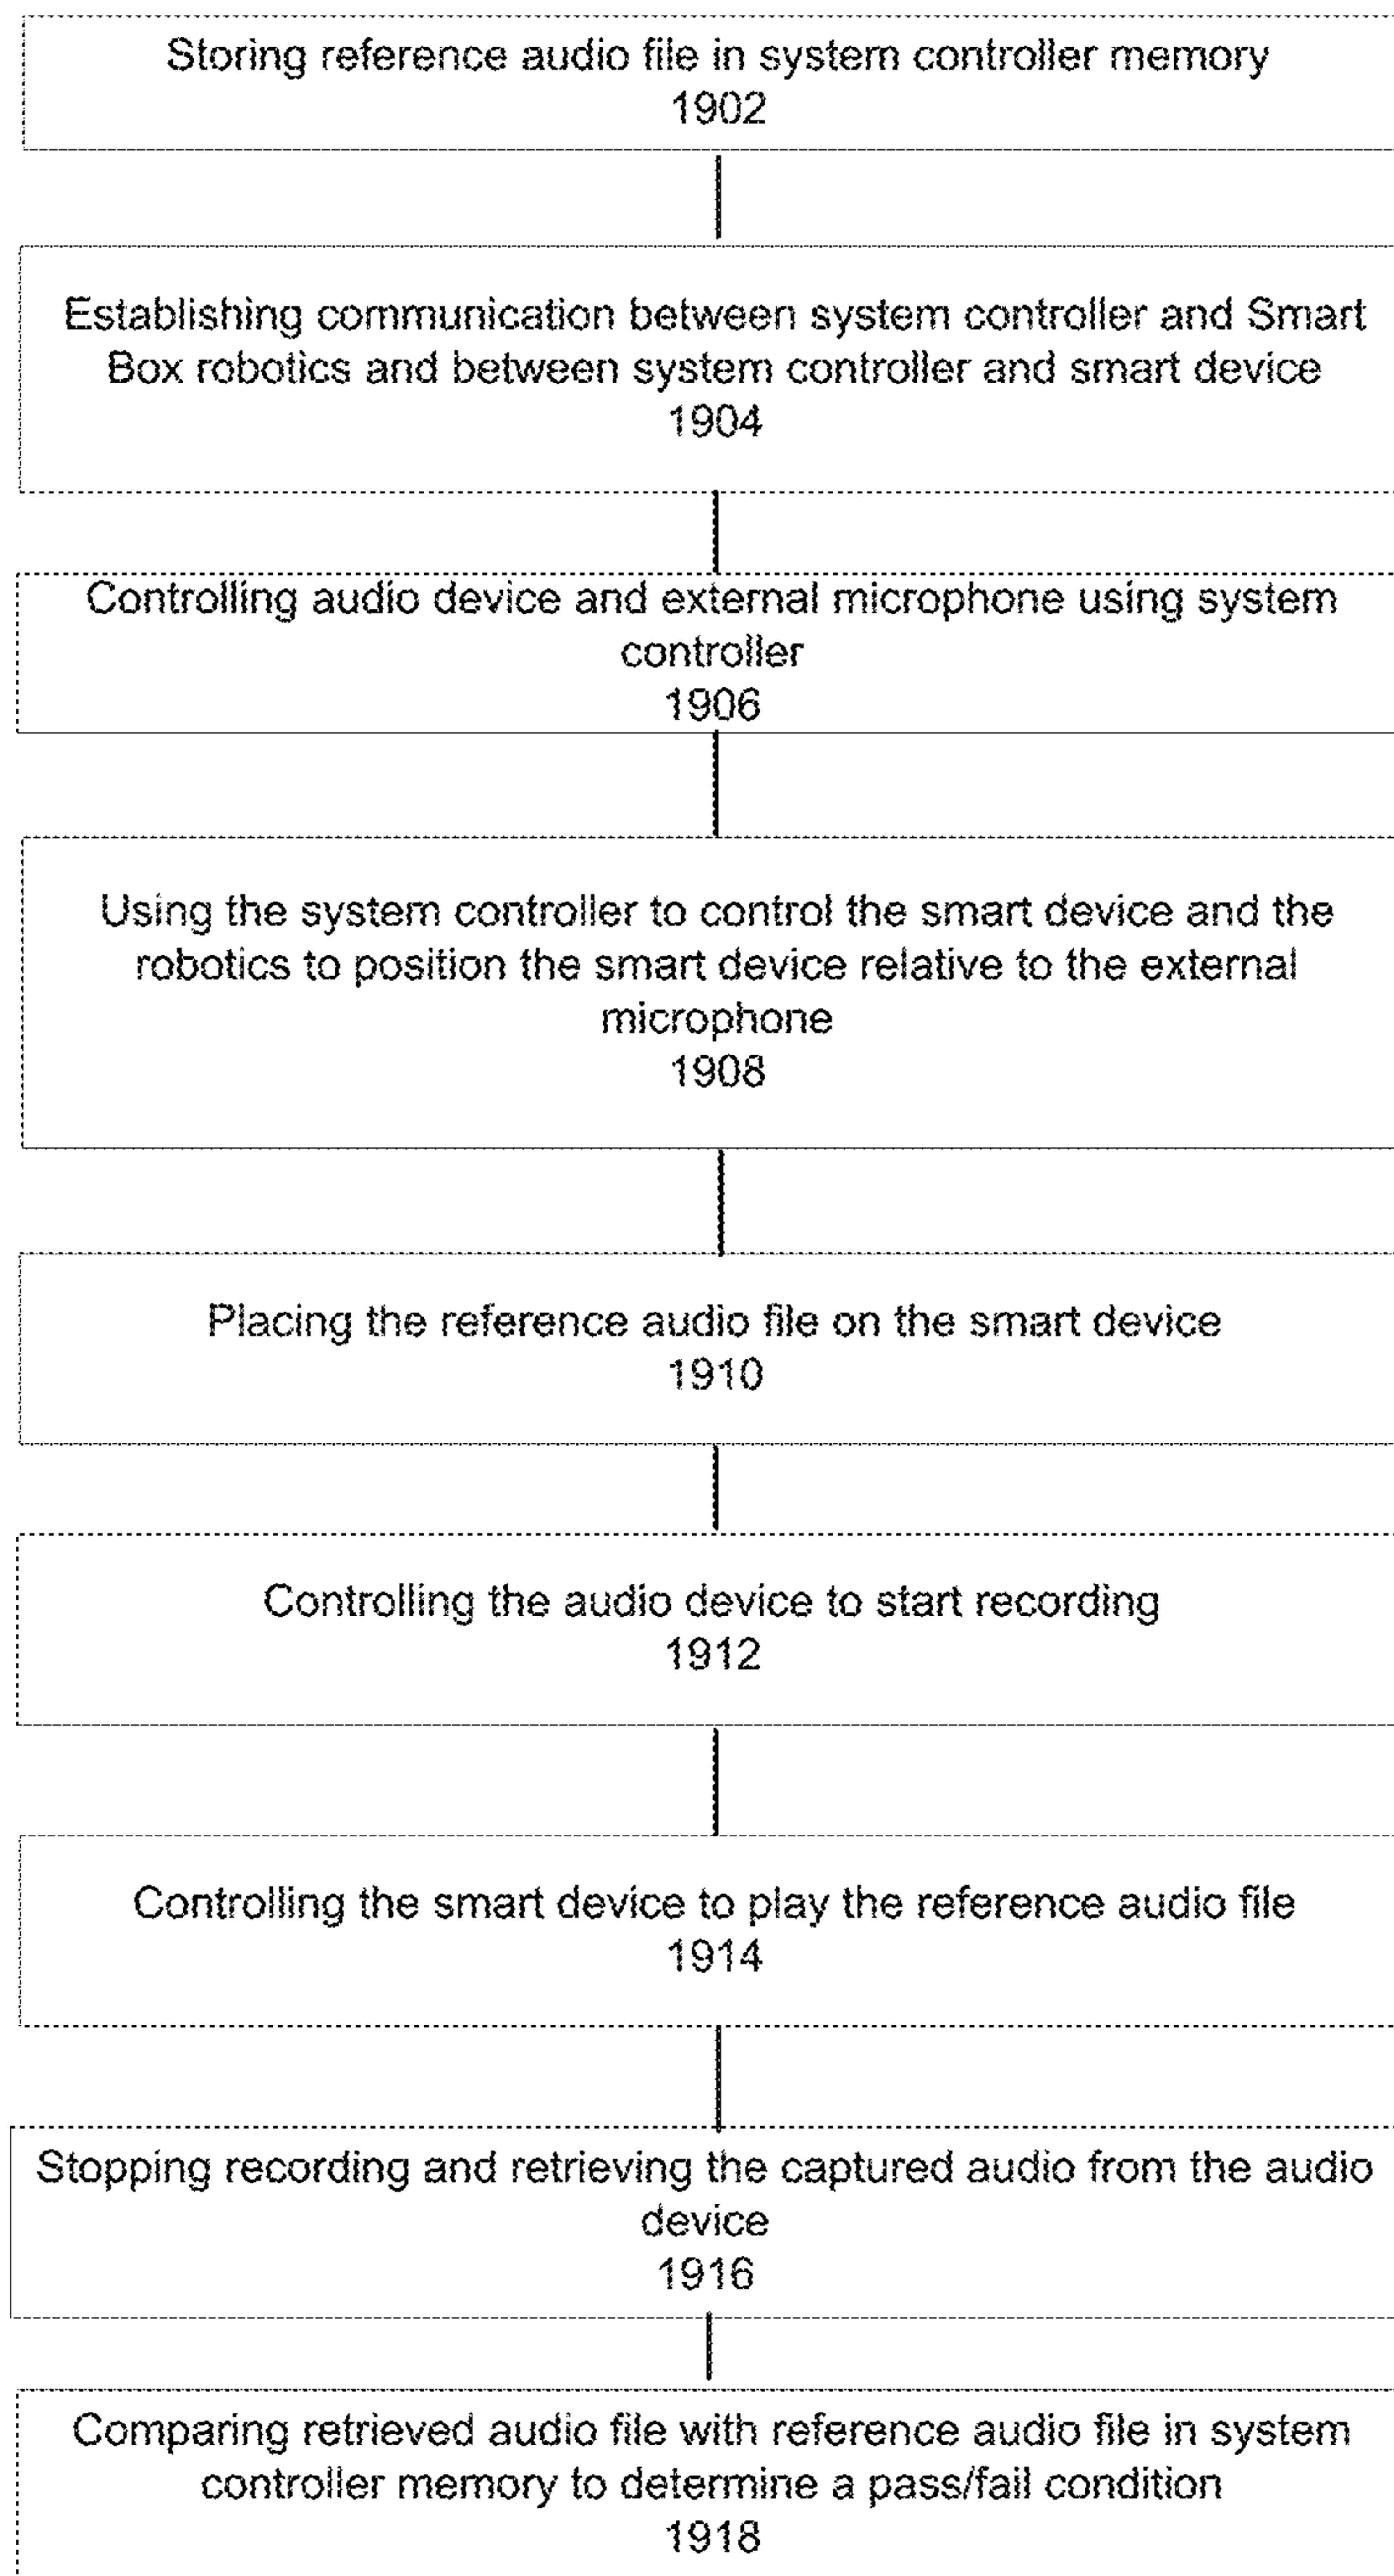 Storing reference audio file in system controller memory
1902
Establishing communication between system controller and Smart
Box robotics and between system controller and smart device
1904
Controlling audio device and external microphone using system
controller
1906
Using the system controller to control the smart device and the
robotics to position the smart device relative to the external
microphone
1908
Placing the reference audio file on the smart device
1910
Controlling the audio device to start recording
1912
Controlling the smart device to play the reference audio file
1914
Stopping recording and retrieving the captured audio from the audio
device
1916
Comparing retrieved audio file with reference audio file in system
controller memory to determine a pass/fail condition
1918